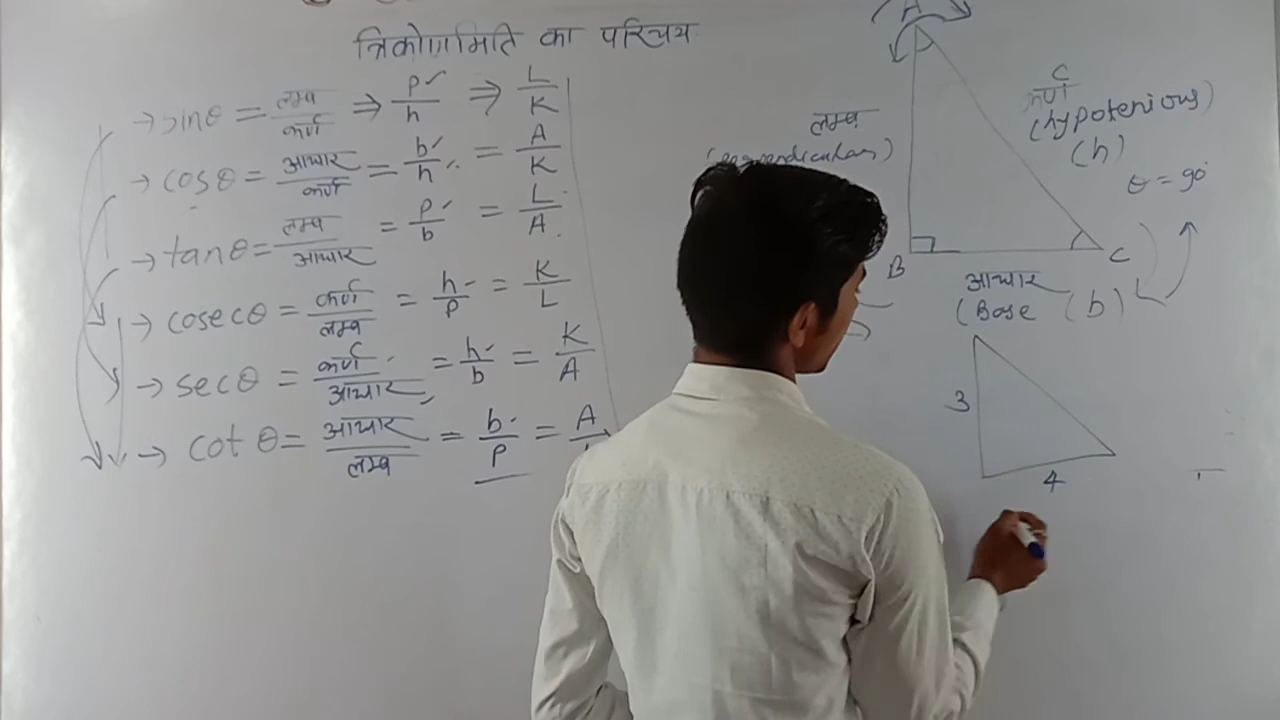 त्रिकोणमिति का परिचय
→ sinθ = लम्ब/कर्ण ⇒ P/h ⇒ L/K
→ cosθ = आधार/कर्ण = b/h = A/K
→ tanθ = लम्ब/आधार = P/b = L/A
→ cosecθ = कर्ण/लम्ब = h/P = K/L
→ secθ = कर्ण/आधार = h/b = K/A
→ cotθ = आधार/लम्ब = b/P = A/
A
लम्ब
C
कर्ण
(hypotenious)
(h)
θ = 90°
B
C
आधार
(Base (b)
3
4